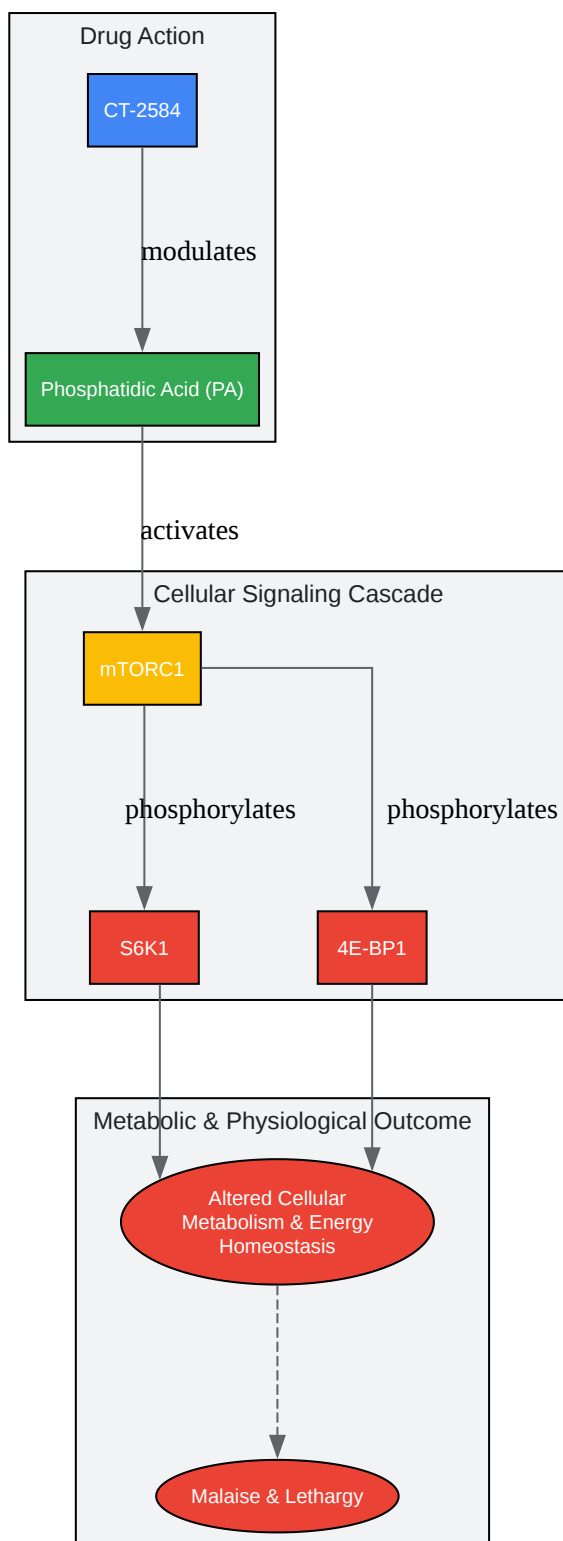 Drug Action
CT-2584
modulates
Phosphatidic Acid (PA)
activates
Cellular Signaling Cascade
mTORC1
phosphorylates
phosphorylates
S6K1
4E-BP1
Metabolic & Physiological Outcome
Altered Cellular
Metabolism & Energy
Homeostasis
Malaise & Lethargy